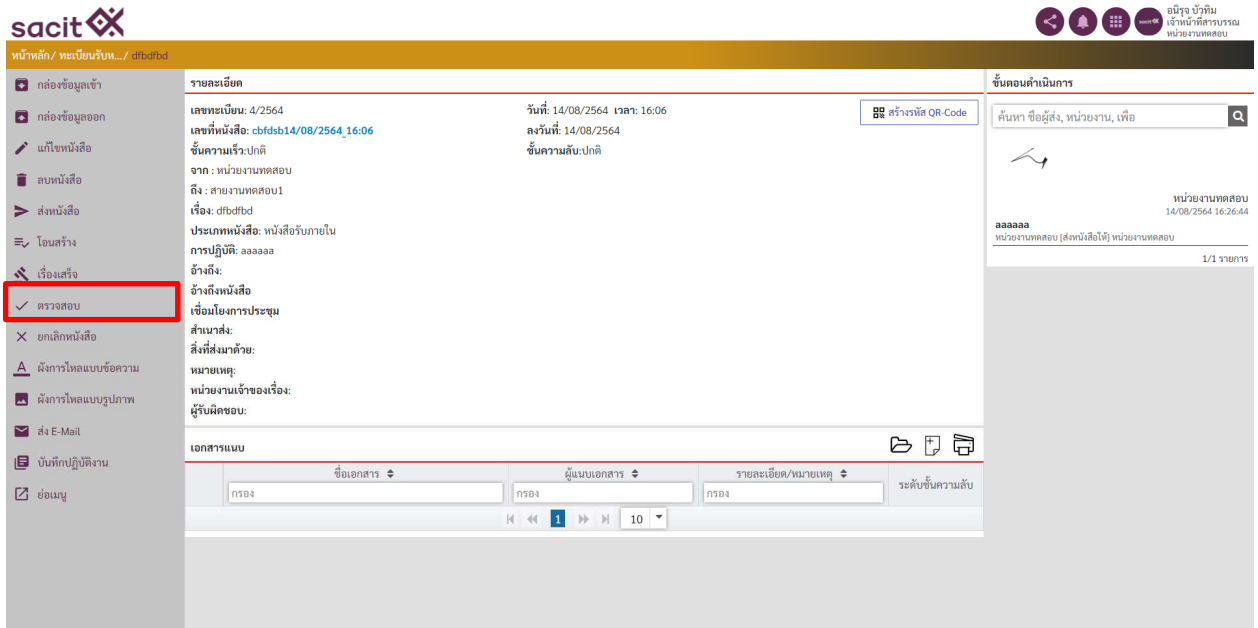 sacit
อนิรุจ บัวทิม
เจ้าหน้าที่สารบรรณ
หน่วยงานทดสอบ
หน้าหลัก/ ทะเบียนรับห.../ dfbdfbd
กล่องข้อมูลเข้า
กล่องข้อมูลออก
แก้ไขหนังสือ
ลบหนังสือ
ส่งหนังสือ
โอนสร้าง
เรื่องเสร็จ
ตรวจสอบ
ยกเลิกหนังสือ
ผังการไหลแบบข้อความ
ผังการไหลแบบรูปภาพ
ส่ง E-Mail
บันทึกปฏิบัติงาน
ย่อเมนู
รายละเอียด
เลขทะเบียน: 4/2564 วันที่: 14/08/2564 เวลา: 16:06
สร้างรหัส QR-Code
เลขที่หนังสือ: cbfdsb14/08/2564_16:06 ลงวันที่: 14/08/2564
ชั้นความเร็ว:ปกติ ชั้นความลับ:ปกติ
จาก : หน่วยงานทดสอบ
ถึง : สายงานทดสอบ1
เรื่อง: dfbdfbd
ประเภทหนังสือ: หนังสือรับภายใน
การปฏิบัติ: aaaaaa
อ้างถึง:
อ้างถึงหนังสือ
เชื่อมโยงการประชุม
สำเนาส่ง:
สิ่งที่ส่งมาด้วย:
หมายเหตุ:
หน่วยงานเจ้าของเรื่อง:
ผู้รับผิดชอบ:
เอกสารแนบ
ชื่อเอกสาร ผู้แนบเอกสาร รายละเอียด/หมายเหตุ ระดับชั้นความลับ
กรอง กรอง กรอง
1 10
ขั้นตอนดำเนินการ
ค้นหา ชื่อผู้ส่ง, หน่วยงาน, เพื่อ
หน่วยงานทดสอบ
14/08/2564 16:26:44
aaaaaa
หน่วยงานทดสอบ [ส่งหนังสือให้] หน่วยงานทดสอบ
1/1 รายการ